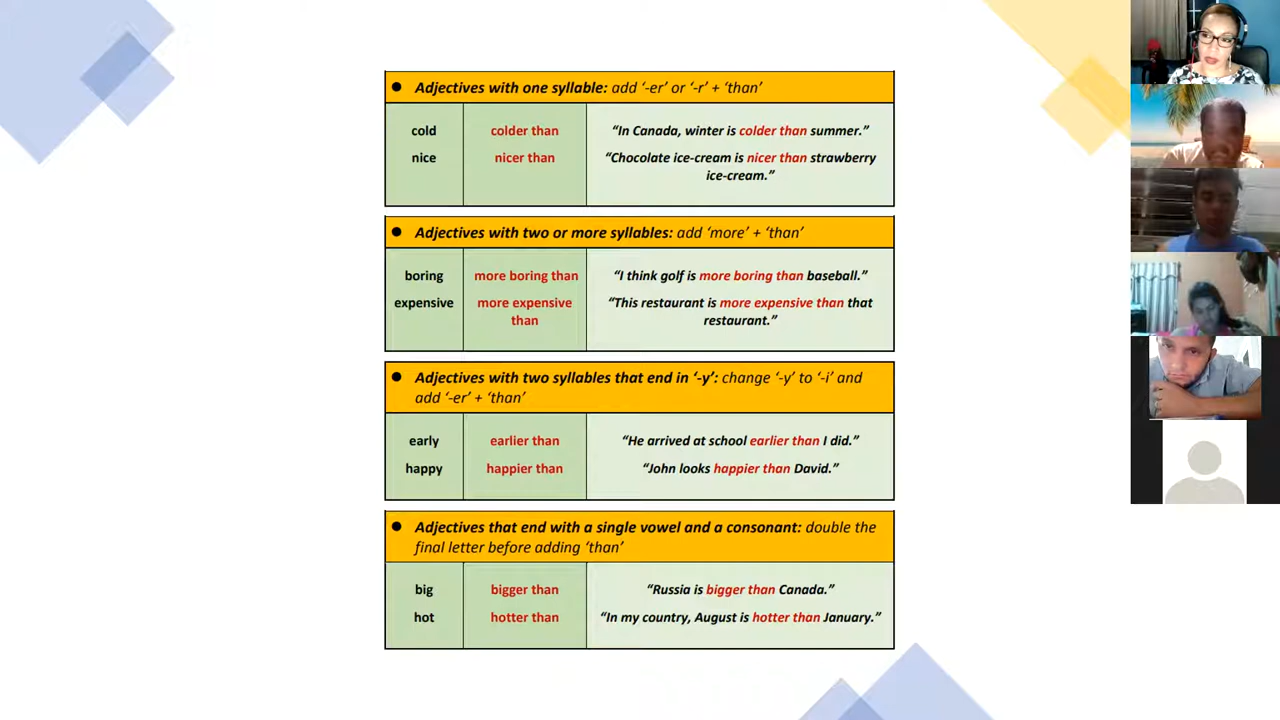 ● Adjectives with one syllable: add ‘-er’ or ‘-r’ + ‘than’
cold colder than “In Canada, winter is colder than summer.”
nice nicer than “Chocolate ice-cream is nicer than strawberry
ice-cream.”
● Adjectives with two or more syllables: add ‘more’ + ‘than’
boring more boring than “I think golf is more boring than baseball.”
expensive more expensive “This restaurant is more expensive than that
than restaurant.”
● Adjectives with two syllables that end in ‘-y’: change ‘-y’ to ‘-i’ and
add ‘-er’ + ‘than’
early earlier than “He arrived at school earlier than I did.”
happy happier than “John looks happier than David.”
● Adjectives that end with a single vowel and a consonant: double the
final letter before adding ‘than’
big bigger than “Russia is bigger than Canada.”
hot hotter than “In my country, August is hotter than January.”